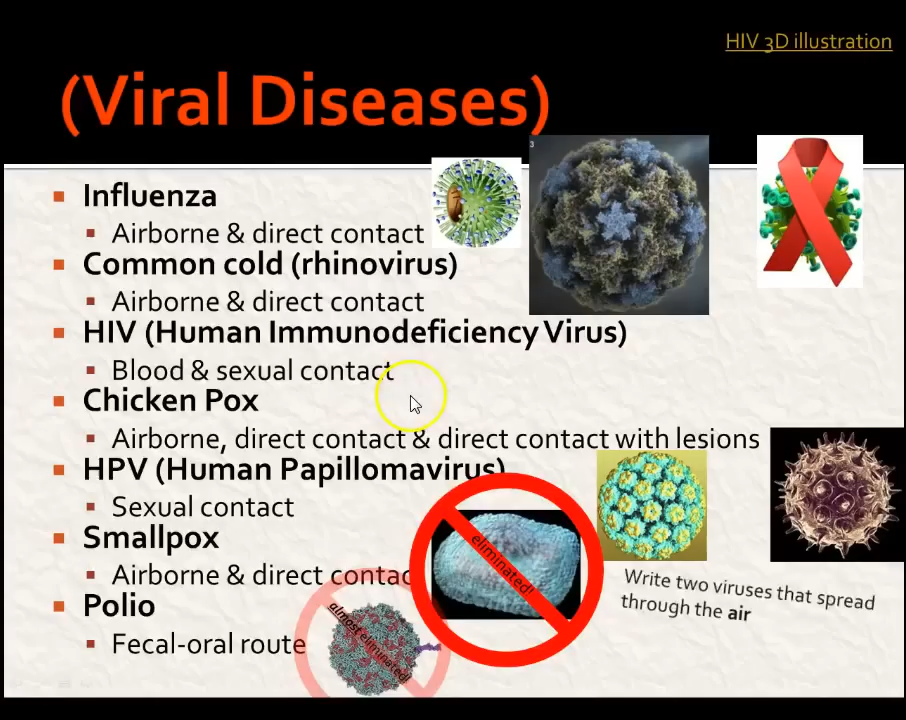 HIV 3D illustration
(Viral Diseases)
3
Influenza
Airborne & direct contact
Common cold (rhinovirus)
Airborne & direct contact
HIV (Human Immunodeficiency Virus)
Blood & sexual contact
Chicken Pox
Airborne, direct contact & direct contact with lesions
HPV (Human Papillomavirus)
Sexual contact
Smallpox
Airborne & direct contac
eliminated!
Polio
Fecal-oral route
almost eliminated!
Write two viruses that spread
through the air